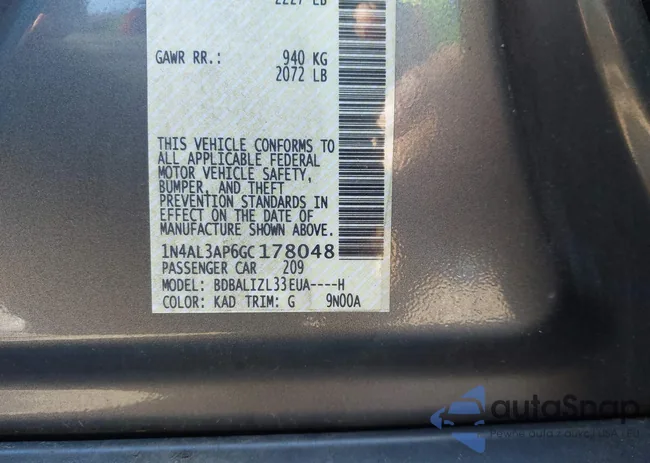 2227 LB
GAWR RR.: 940 KG
2072 LB
THIS VEHICLE CONFORMS TO
ALL APPLICABLE FEDERAL
MOTOR VEHICLE SAFETY,
BUMPER, AND THEFT
PREVENTION STANDARDS IN
EFFECT ON THE DATE OF
MANUFACTURE SHOWN ABOVE.
1N4AL3AP6GC178048
PASSENGER CAR 209
MODEL: BDBALIZL33EUA----H
COLOR: KAD TRIM: G 9N00A
autoSnap